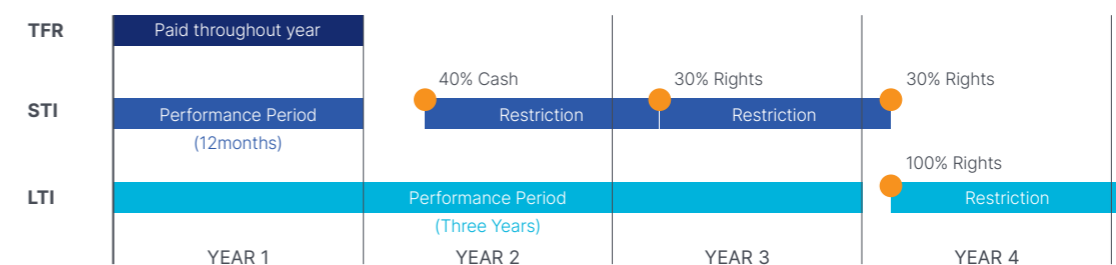 TFR
Paid throughout year
40% Cash
30% Rights
30% Rights
STI
Performance Period
Restriction
Restriction
(12months)
100% Rights
LTI
Performance Period
Restriction
(Three Years)
YEAR 1
YEAR 2
YEAR 3
YEAR 4